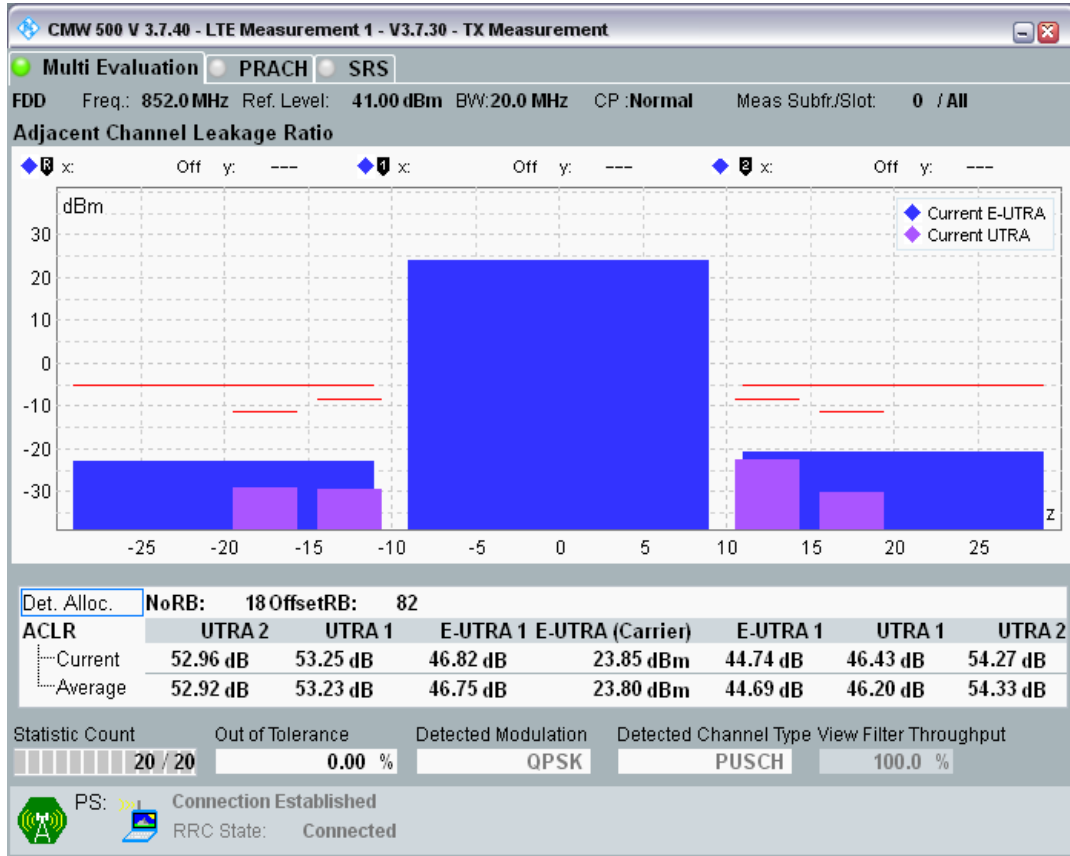 CMW 500 V 3.7.40 - LTE Measurement 1 - V3.7.30 - TX Measurement
Multi Evaluation PRACH SRS
FDD Freq.: 852.0 MHz Ref. Level: 41.00 dBm BW: 20.0 MHz CP : Normal Meas Subfr./Slot: 0 / All
Adjacent Channel Leakage Ratio
R x: Off y: --- 1 x: Off y: --- 2 x: Off y: ---
dBm
Current E-UTRA
Current UTRA
30
20
10
0
-10
-20
-30
z
-25 -20 -15 -10 -5 0 5 10 15 20 25
Det. Alloc. NoRB: 18 OffsetRB: 82
ACLR UTRA 2 UTRA 1 E-UTRA 1 E-UTRA (Carrier) E-UTRA 1 UTRA 1 UTRA 2
Current 52.96 dB 53.25 dB 46.82 dB 23.85 dBm 44.74 dB 46.43 dB 54.27 dB
Average 52.92 dB 53.23 dB 46.75 dB 23.80 dBm 44.69 dB 46.20 dB 54.33 dB
Statistic Count Out of Tolerance Detected Modulation Detected Channel Type View Filter Throughput
20 / 20 0.00 % QPSK PUSCH 100.0 %
PS: Connection Established
RRC State: Connected